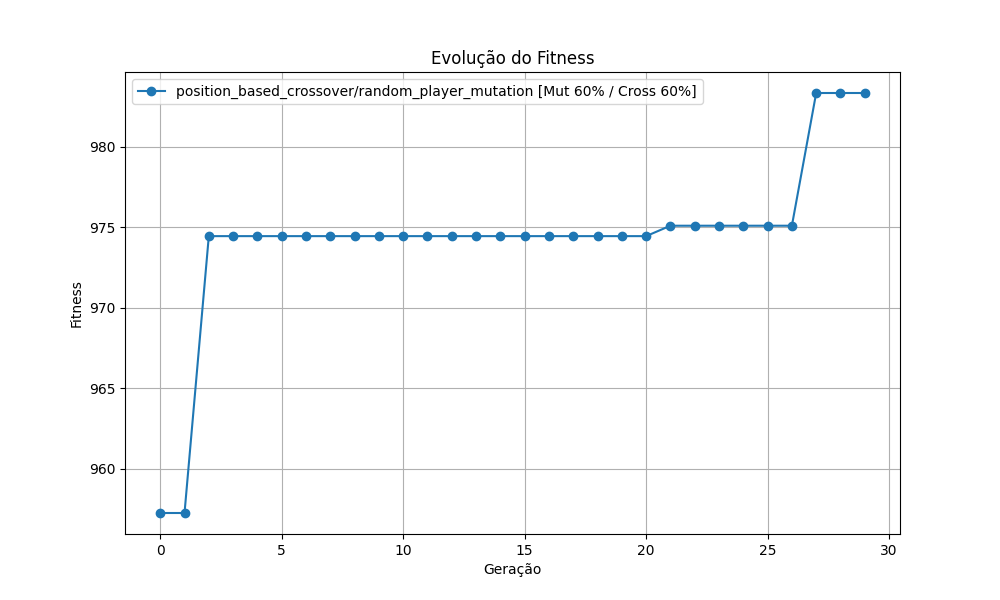 Evolução do Fitness
position_based_crossover/random_player_mutation [Mut 60% / Cross 60%]
Fitness
980
975
970
965
960
0 5 10 15 20 25 30
Geração